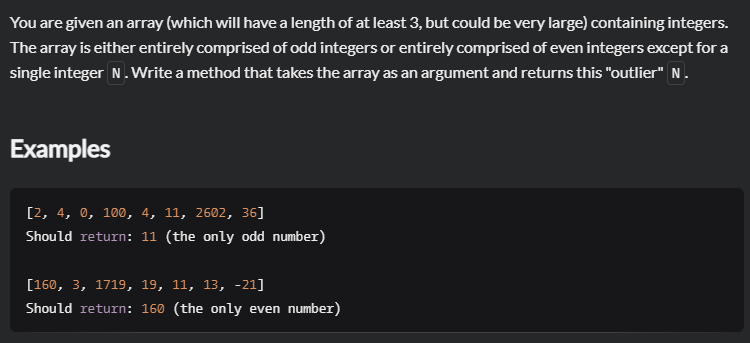 You are given an array (which will have a length of at least 3, but could be very large) containing integers.
The array is either entirely comprised of odd integers or entirely comprised of even integers except for a
single integer N. Write a method that takes the array as an argument and returns this "outlier" N.
Examples
[2, 4, 0, 100, 4, 11, 2602, 36]
Should return: 11 (the only odd number)
[160, 3, 1719, 19, 11, 13, -21]
Should return: 160 (the only even number)